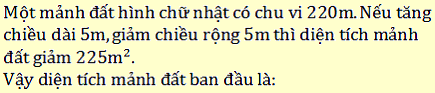 Một mảnh đất hình chữ nhật có chu vi 220m. Nếu tăng
chiều dài 5m, giảm chiều rộng 5m thì diện tích mảnh
đất giảm 225m².
Vậy diện tích mảnh đất ban đầu là: